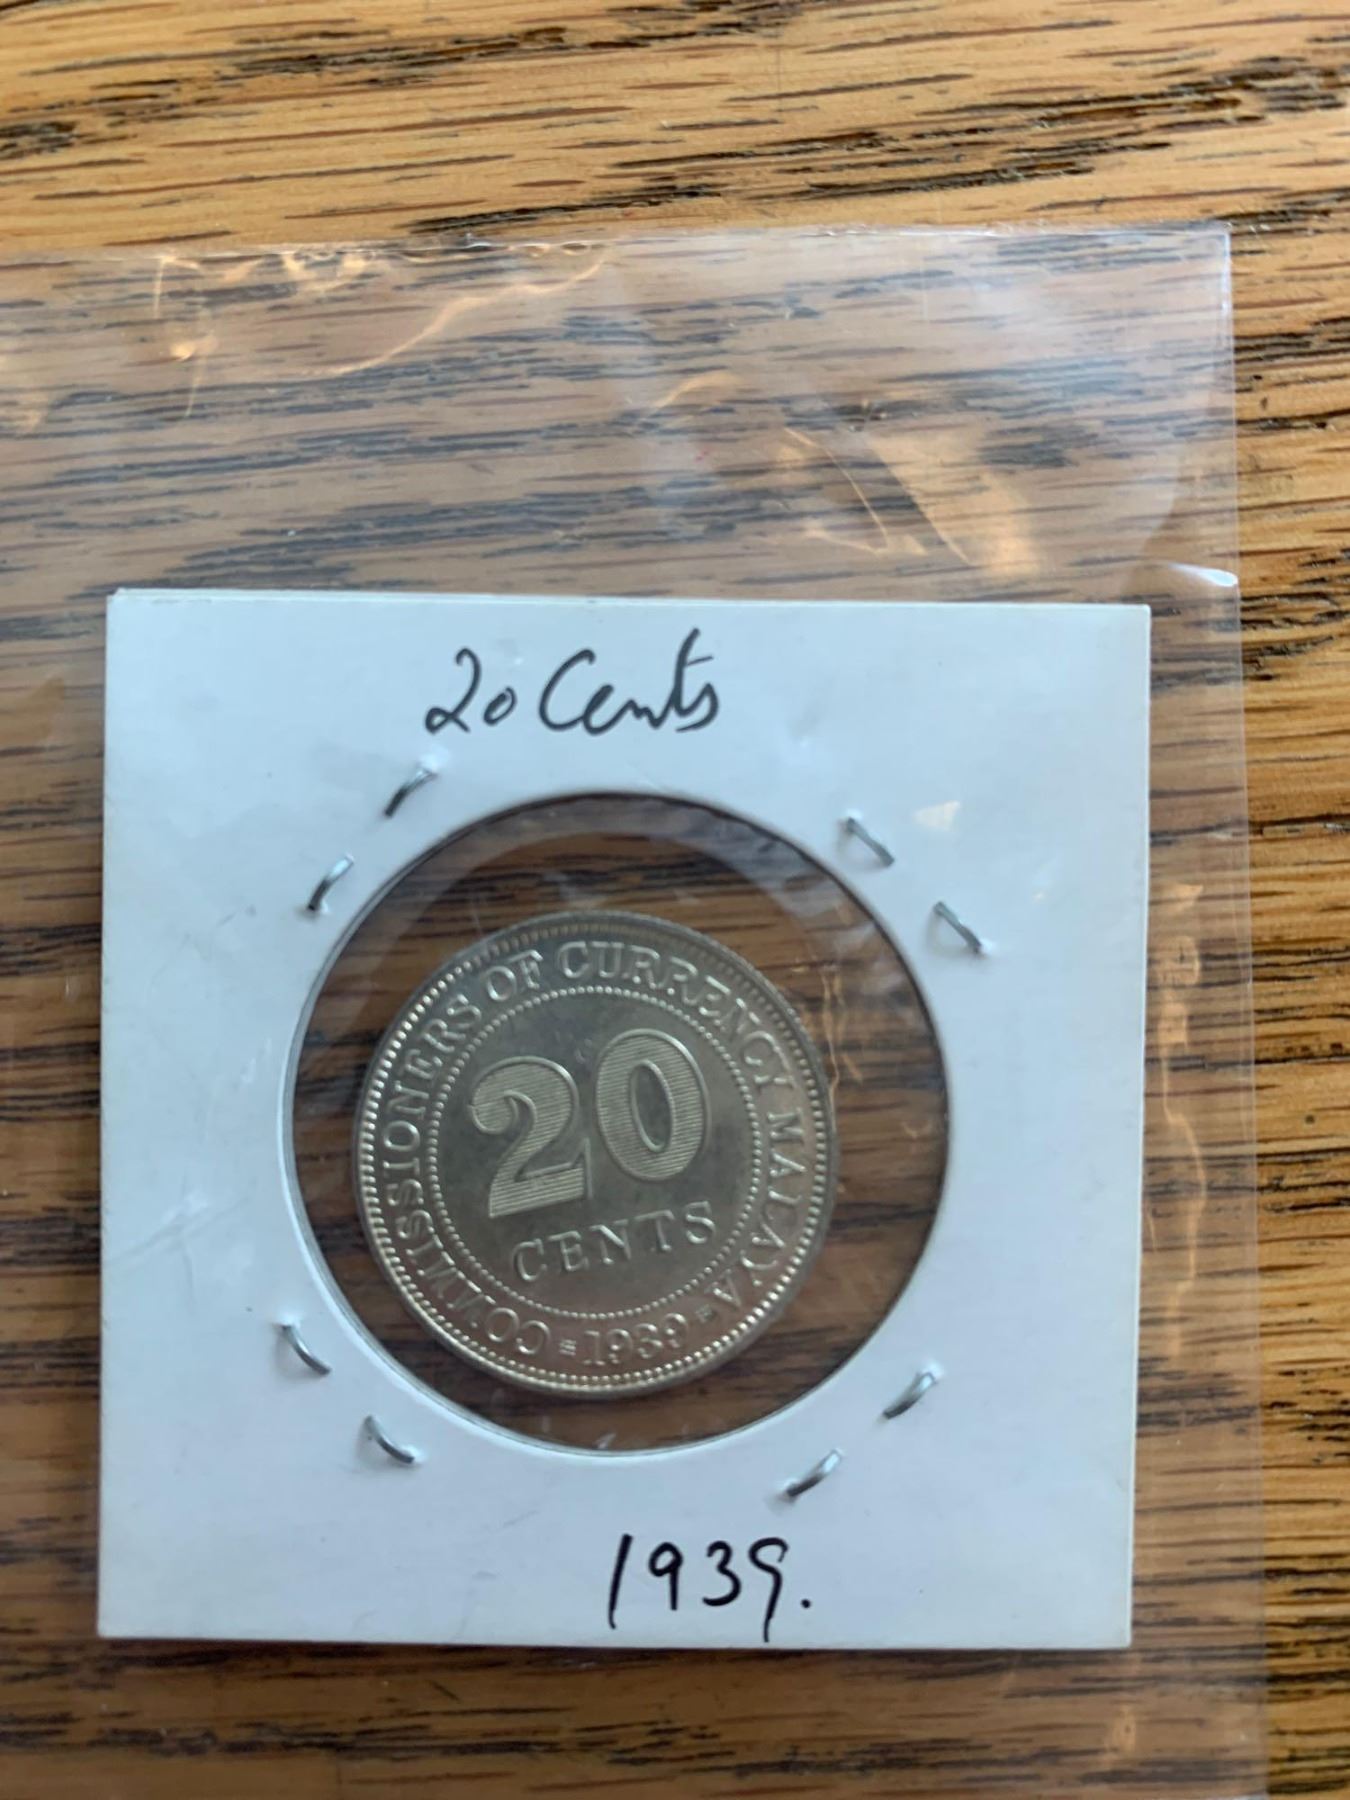 20 Cents
COMMISSIONERS OF CURRENCY MALAYA
20
CENTS
1939
1939.